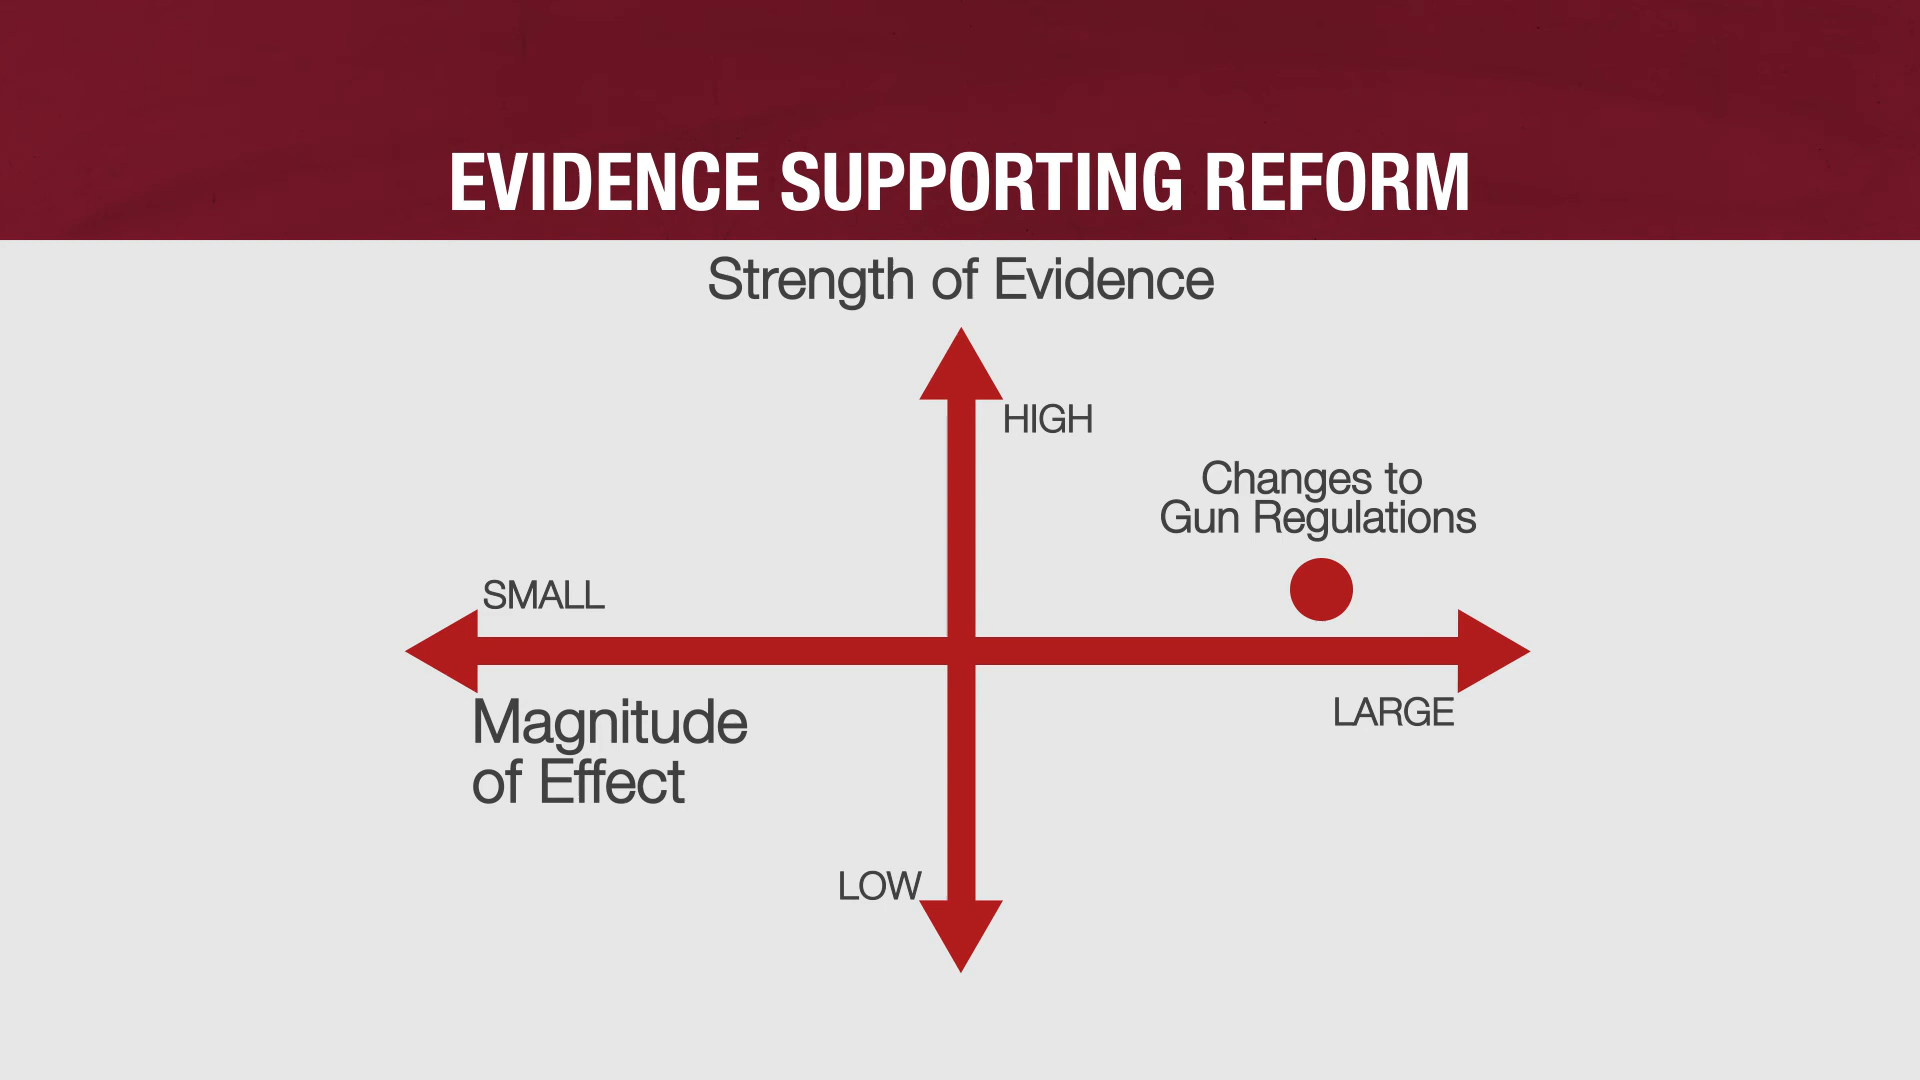 EVIDENCE SUPPORTING REFORM
Strength of Evidence
HIGH
Changes to
Gun Regulations
SMALL
Magnitude
of Effect
LARGE
LOW